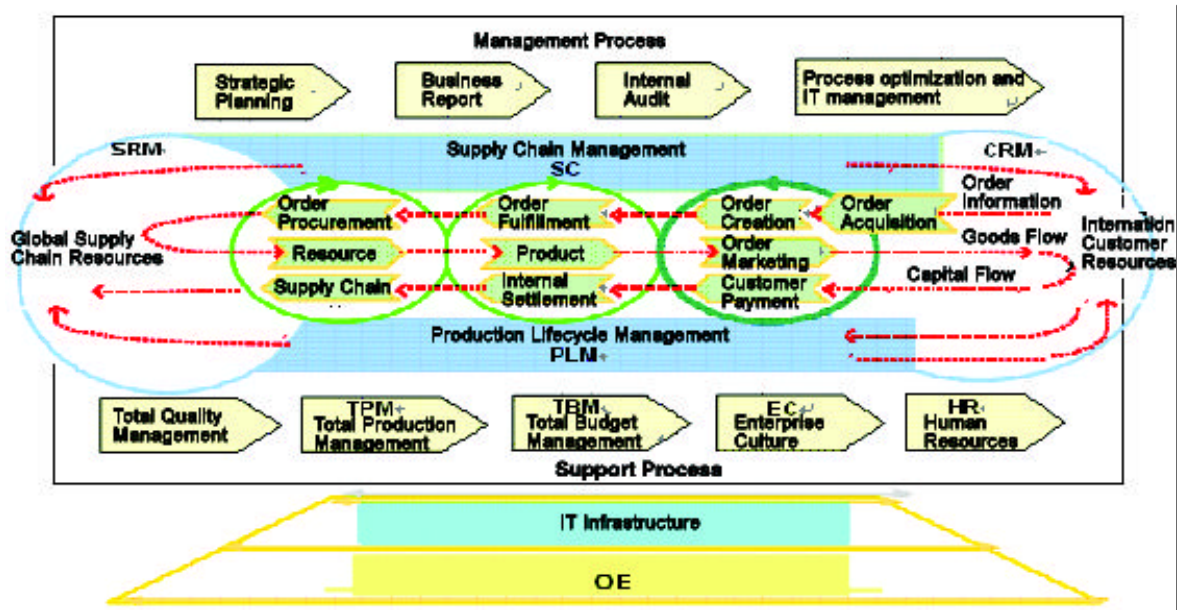 Management Process
Strategic
Planning
Business
Report
Internal
Audit
Process optimization and
IT management
SRM
Supply Chain Management
SC
CRM
Order
Procurement
Order
Fulfillment
Order
Creation
Order
Acquisition
Order
Information
Global Supply
Chain Resources
Resource
Product
Order
Marketing
Goods Flow
Internation
Customer
Resources
Supply Chain
Internal
Settlement
Customer
Payment
Capital Flow
Production Lifecycle Management
PLM
Total Quality
Management
TPM
Total Production
Management
TBM
Total Budget
Management
EC
Enterprise
Culture
HR
Human
Resources
Support Process
IT Infrastructure
OE